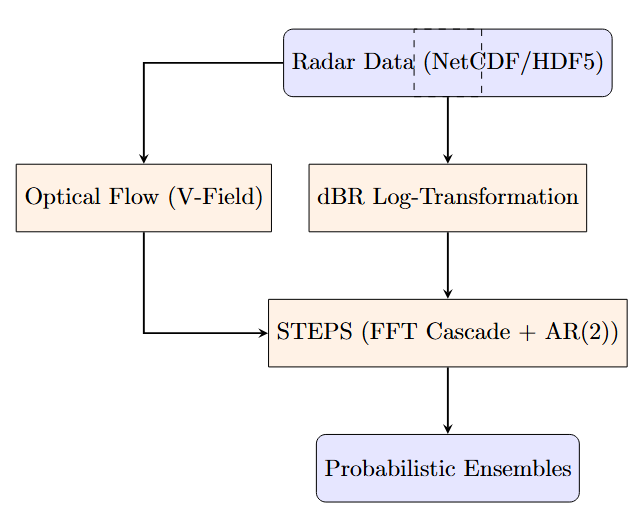 Radar Data (NetCDF/HDF5)
Optical Flow (V-Field)
dBR Log-Transformation
STEPS (FFT Cascade + AR(2))
Probabilistic Ensembles